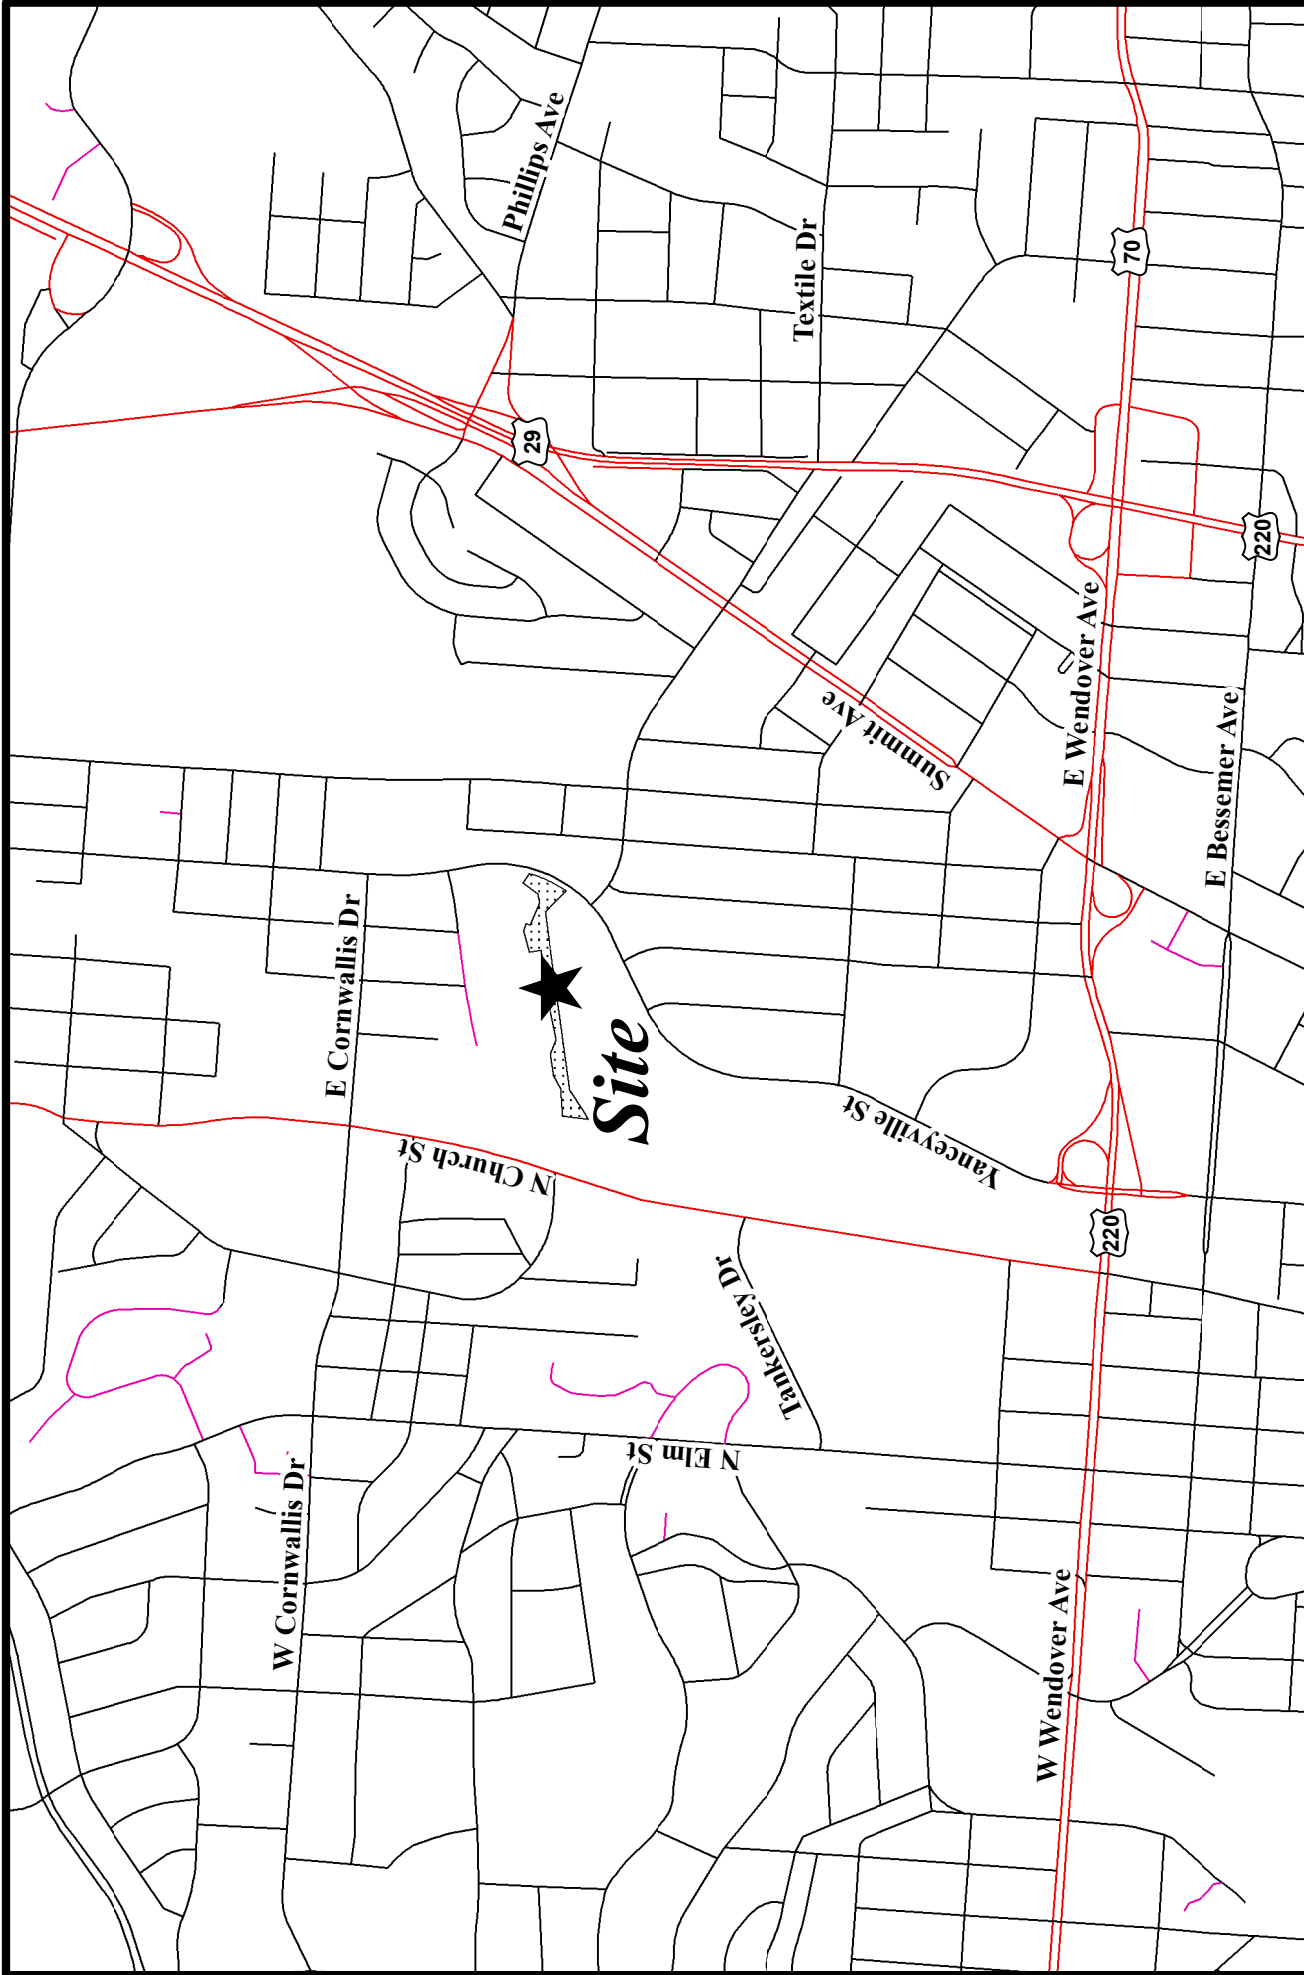 Phillips Ave
Textile Dr
70
29
220
E Wendover Ave
Summit Ave
E Bessemer Ave
E Cornwallis Dr
Site
N Church St
Yanceyville St
220
Tankersley Dr
N Elm St
W Cornwallis Dr
W Wendover Ave